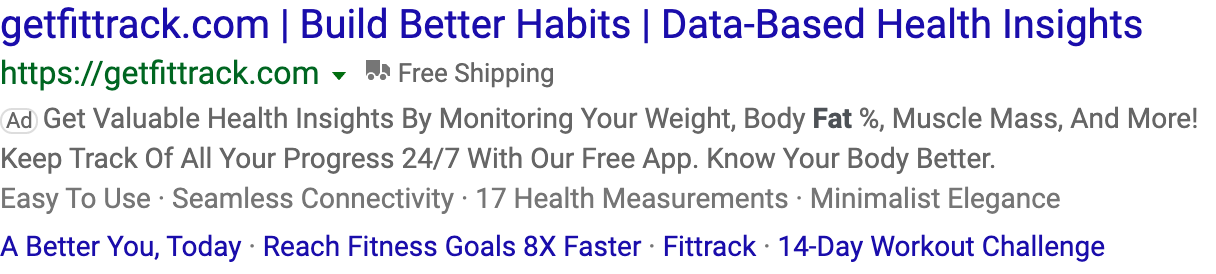 getfittrack.com | Build Better Habits | Data-Based Health Insights
https://getfittrack.com Free Shipping
Ad Get Valuable Health Insights By Monitoring Your Weight, Body Fat %, Muscle Mass, And More!
Keep Track Of All Your Progress 24/7 With Our Free App. Know Your Body Better.
Easy To Use · Seamless Connectivity · 17 Health Measurements · Minimalist Elegance
A Better You, Today · Reach Fitness Goals 8X Faster · Fittrack · 14-Day Workout Challenge